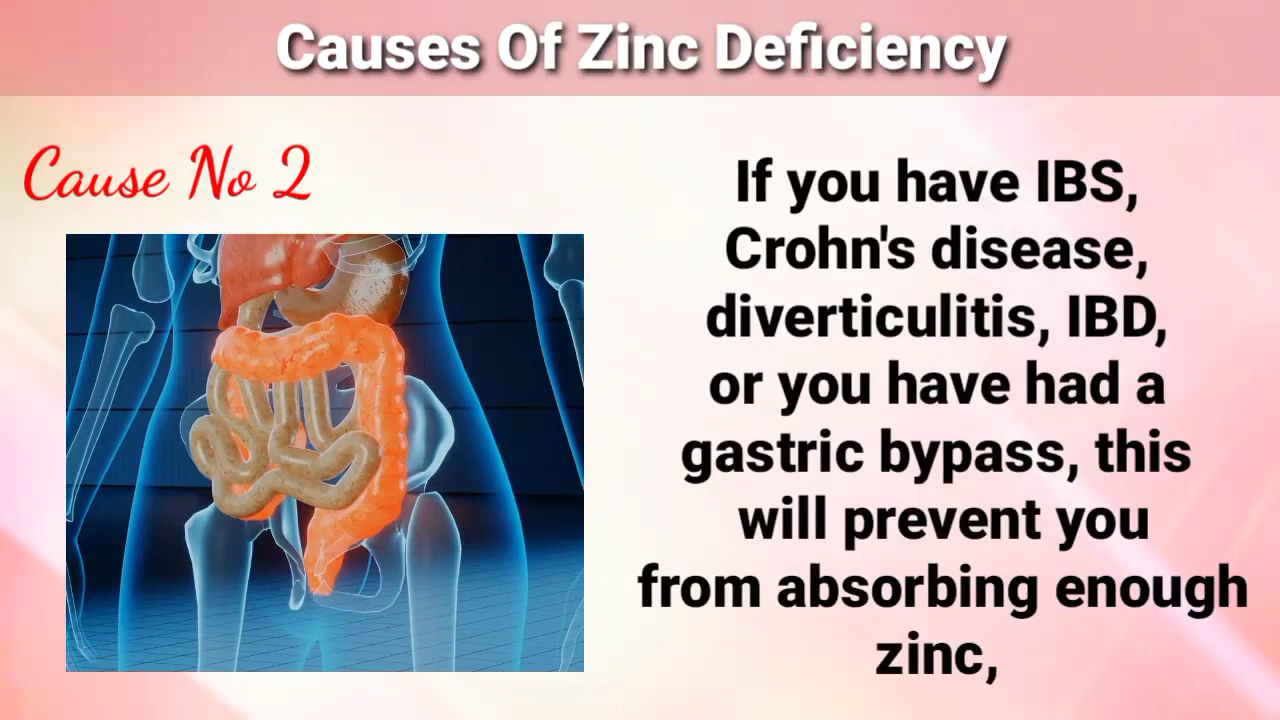 Causes Of Zinc Deficiency
Cause No 2
If you have IBS,
Crohn's disease,
diverticulitis, IBD,
or you have had a
gastric bypass, this
will prevent you
from absorbing enough
zinc,